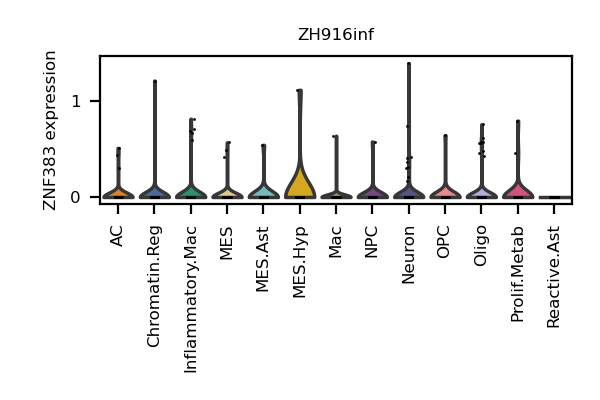 ZH916inf
ZNF383 expression
1
0
AC
Chromatin.Reg
Inflammatory.Mac
MES
MES.Ast
MES.Hyp
Mac
NPC
Neuron
OPC
Oligo
Prolif.Metab
Reactive.Ast